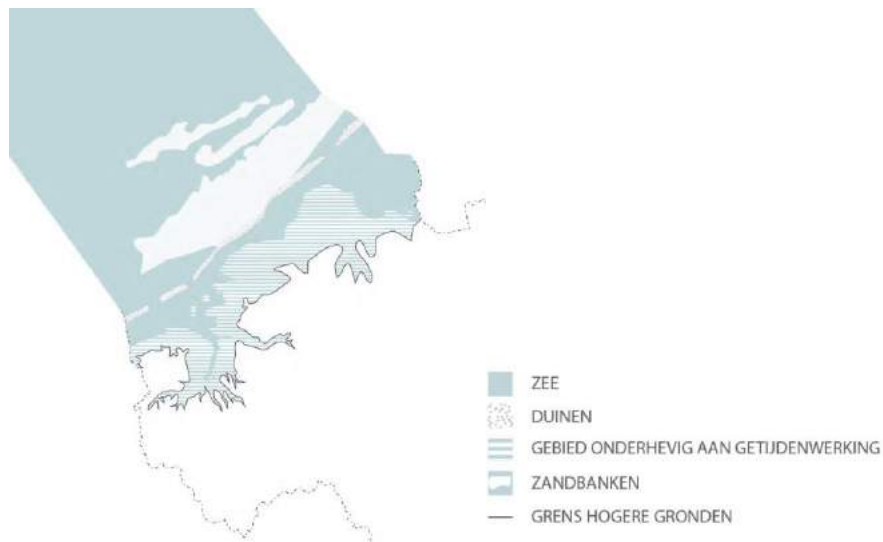 ZEE
DUINEN
GEBIED ONDERHEVIG AAN GETIJDENWERKING
ZANDBANKEN
GRENS HOGERE GRONDEN